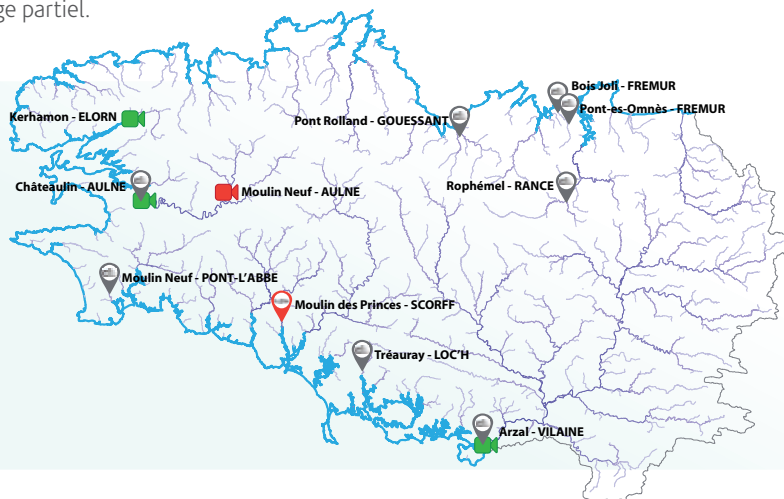 ge partiel.
Bois Joli - FREMUR
Kerhamon - ELORN
Pont Rolland - GOUESSANT
Pont-es-Omnès - FREMUR
Châteaulin - AULNE
Moulin Neuf - AULNE
Rophémel - RANCE
Moulin Neuf - PONT-L'ABBE
Moulin des Princes - SCORFF
Tréauray - LOC'H
Arzal - VILAINE